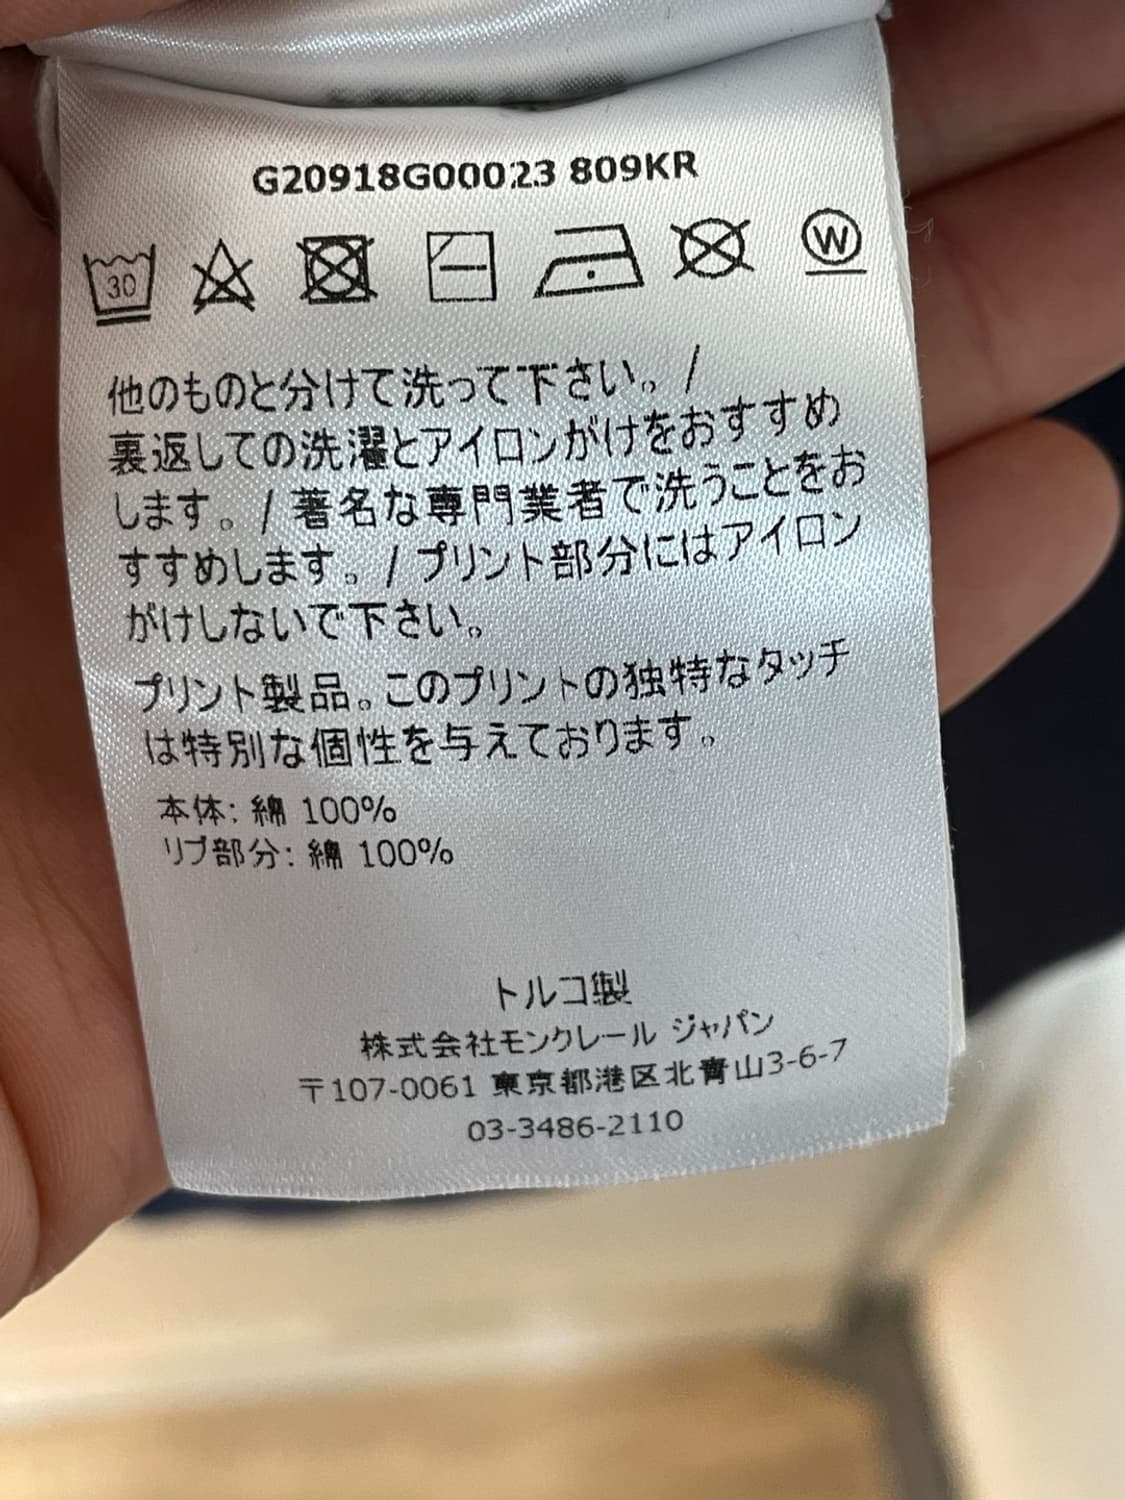 G20918G00023 809KR
30
W
他のものと分けて洗って下さい。/
裏返しての洗濯とアイロンがけをおすすめ
します。/ 著名な専門業者で洗うことをお
すすめします。/ プリント部分にはアイロン
がけしないで下さい。
プリント製品。このプリントの独特なタッチ
は特別な個性を与えております。
本体: 綿 100%
リブ部分: 綿 100%
トルコ製
株式会社モンクレール ジャパン
〒107-0061 東京都港区北青山3-6-7
03-3486-2110